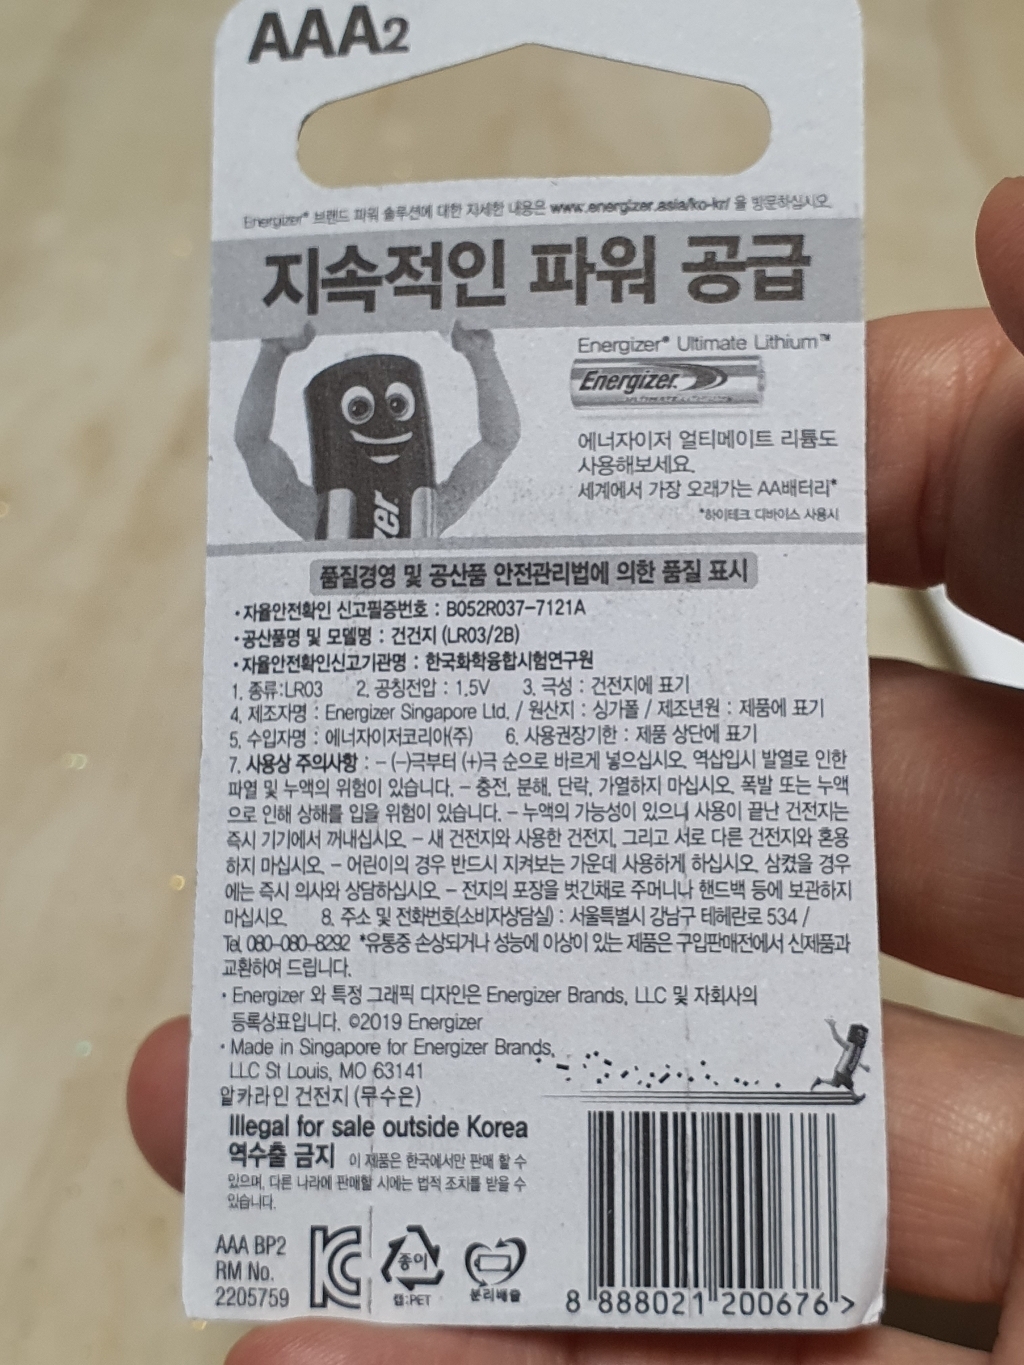 AAA2
Energizer® 브랜드 파워 솔루션에 대한 자세한 내용은 www.energizer.asia/ko-kr/ 을 방문하십시오.
지속적인 파워 공급
Energizer® Ultimate Lithium™
Energizer.
ULTIMATE LITHIUM
에너자이저 얼티메이트 리튬도
사용해보세요.
세계에서 가장 오래가는 AA배터리*
*하이테크 디바이스 사용시
품질경영 및 공산품 안전관리법에 의한 품질 표시
·자율안전확인 신고필증번호 : B052R037-7121A
·공산품명 및 모델명 : 건건지 (LR03/2B)
·자율안전확인신고기관명 : 한국화학융합시험연구원
1. 종류:LR03 2. 공칭전압 : 1.5V 3. 극성 : 건전지에 표기
4. 제조자명 : Energizer Singapore Ltd. / 원산지 : 싱가폴 / 제조년원 : 제품에 표기
5. 수입자명 : 에너자이저코리아(주) 6. 사용권장기한 : 제품 상단에 표기
7. 사용상 주의사항 : - (-)극부터 (+)극 순으로 바르게 넣으십시오. 역삽입시 발열로 인한
파열 및 누액의 위험이 있습니다. - 충전, 분해, 단락, 가열하지 마십시오. 폭발 또는 누액
으로 인해 상해를 입을 위험이 있습니다. - 누액의 가능성이 있으니 사용이 끝난 건전지는
즉시 기기에서 꺼내십시오. - 새 건전지와 사용한 건전지, 그리고 서로 다른 건전지와 혼용
하지 마십시오. - 어린이의 경우 반드시 지켜보는 가운데 사용하게 하십시오. 삼켰을 경우
에는 즉시 의사와 상담하십시오. - 전지의 포장을 벗긴채로 주머니나 핸드백 등에 보관하지
마십시오. 8. 주소 및 전화번호(소비자상담실) : 서울특별시 강남구 테헤란로 534 /
Tel. 080-080-8292 *유통중 손상되거나 성능에 이상이 있는 제품은 구입판매전에서 신제품과
교환하여 드립니다.
· Energizer 와 특정 그래픽 디자인은 Energizer Brands, LLC 및 자회사의
등록상표입니다. ©2019 Energizer
· Made in Singapore for Energizer Brands,
LLC St Louis, MO 63141
알카라인 건전지 (무수은)
Illegal for sale outside Korea
역수출 금지 이 제품은 한국에서만 판매 할 수
있으며, 다른 나라에 판매할 시에는 법적 조치를 받을 수
있습니다.
AAA BP2
RM No.
2205759
종이
캡:PET
분리배출
8 888021 200676 >